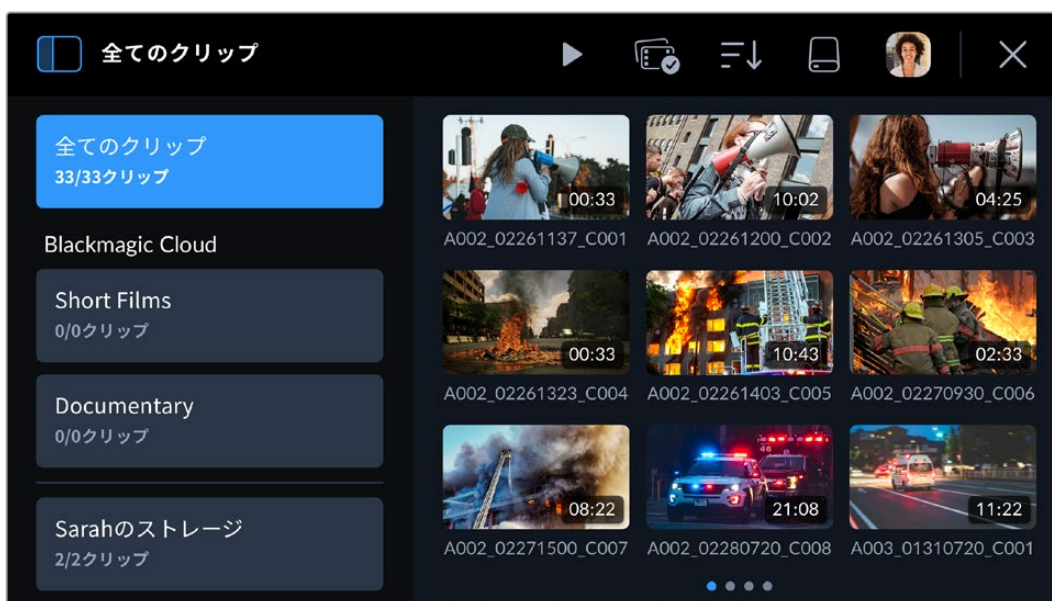 全てのクリップ
全てのクリップ
33/33クリップ
Blackmagic Cloud
Short Films
0/0クリップ
Documentary
0/0クリップ
Sarahのストレージ
2/2クリップ
00:33
10:02
04:25
A002_02261137_C001
A002_02261200_C002
A002_02261305_C003
00:33
10:43
02:33
A002_02261323_C004
A002_02261403_C005
A002_02270930_C006
08:22
46
21:08
11:22
A002_02271500_C007
A002_02280720_C008
A003_01310720_C001